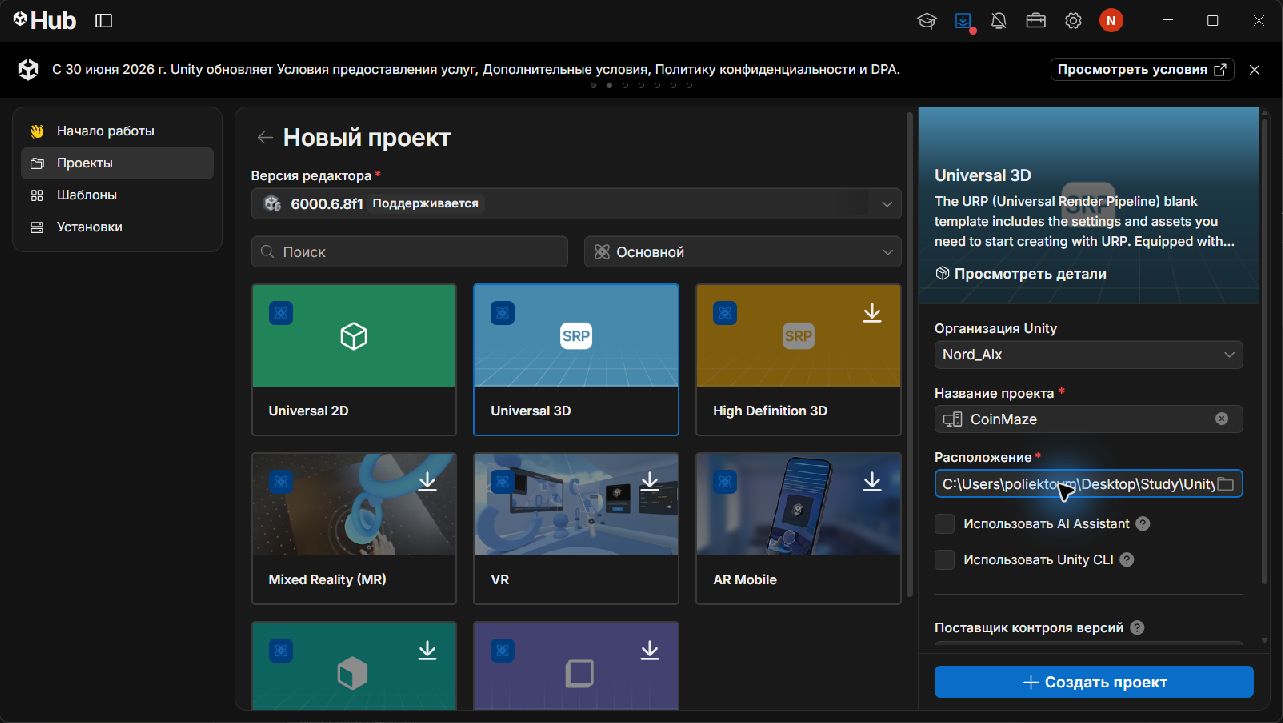 Hub
N
С 30 июня 2026 г. Unity обновляет Условия предоставления услуг, Дополнительные условия, Политику конфиденциальности и DPA.
Просмотреть условия
Начало работы
Проекты
Шаблоны
Установки
Новый проект
Версия редактора *
6000.6.8f1 Поддерживается
Поиск
Основной
SRP
SRP
Universal 2D
Universal 3D
High Definition 3D
Mixed Reality (MR)
VR
AR Mobile
SRP
Universal 3D
The URP (Universal Render Pipeline) blank
template includes the settings and assets you
need to start creating with URP. Equipped with...
Просмотреть детали
Организация Unity
Nord_Alx
Название проекта *
CoinMaze
Расположение *
Использовать AI Assistant ?
Использовать Unity CLI ?
Поставщик контроля версий ?
+ Создать проект